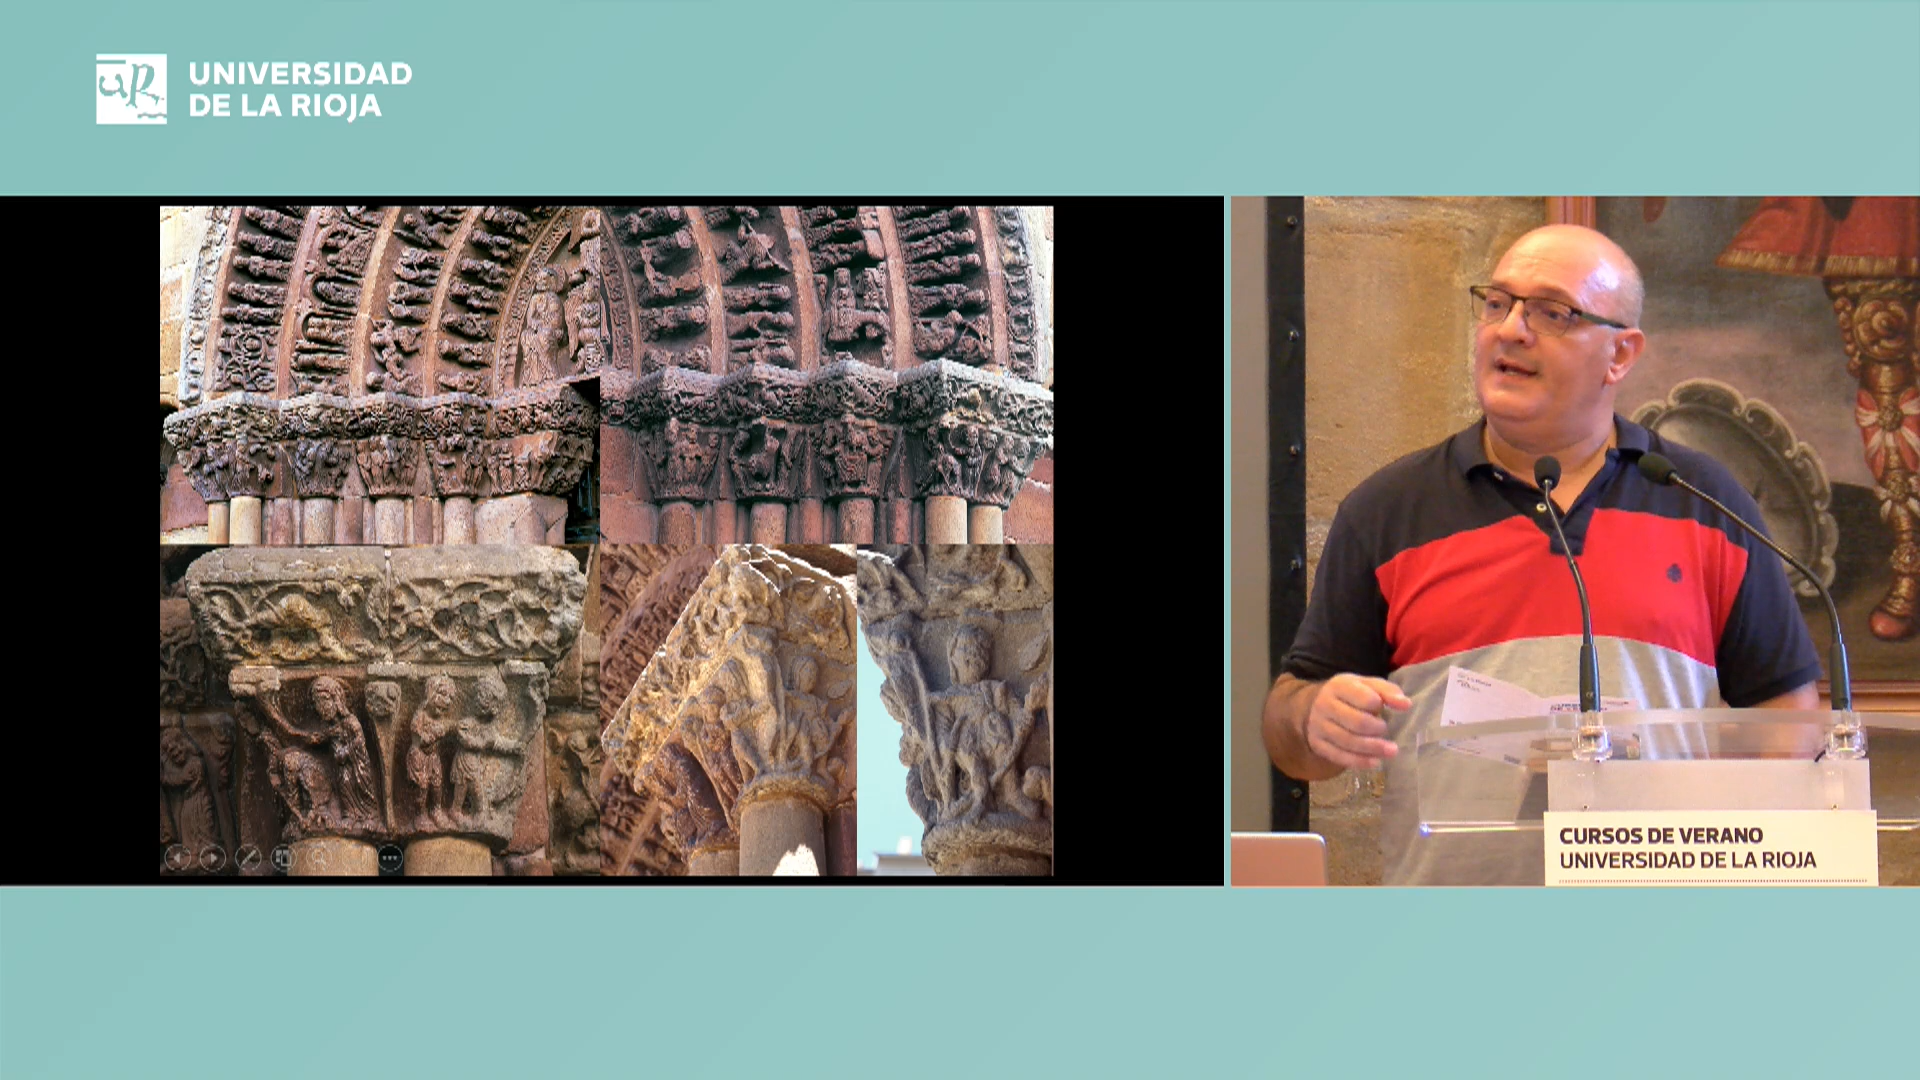 UNIVERSIDAD
DE LA RIOJA
CURSOS DE VERANO
UNIVERSIDAD DE LA RIOJA